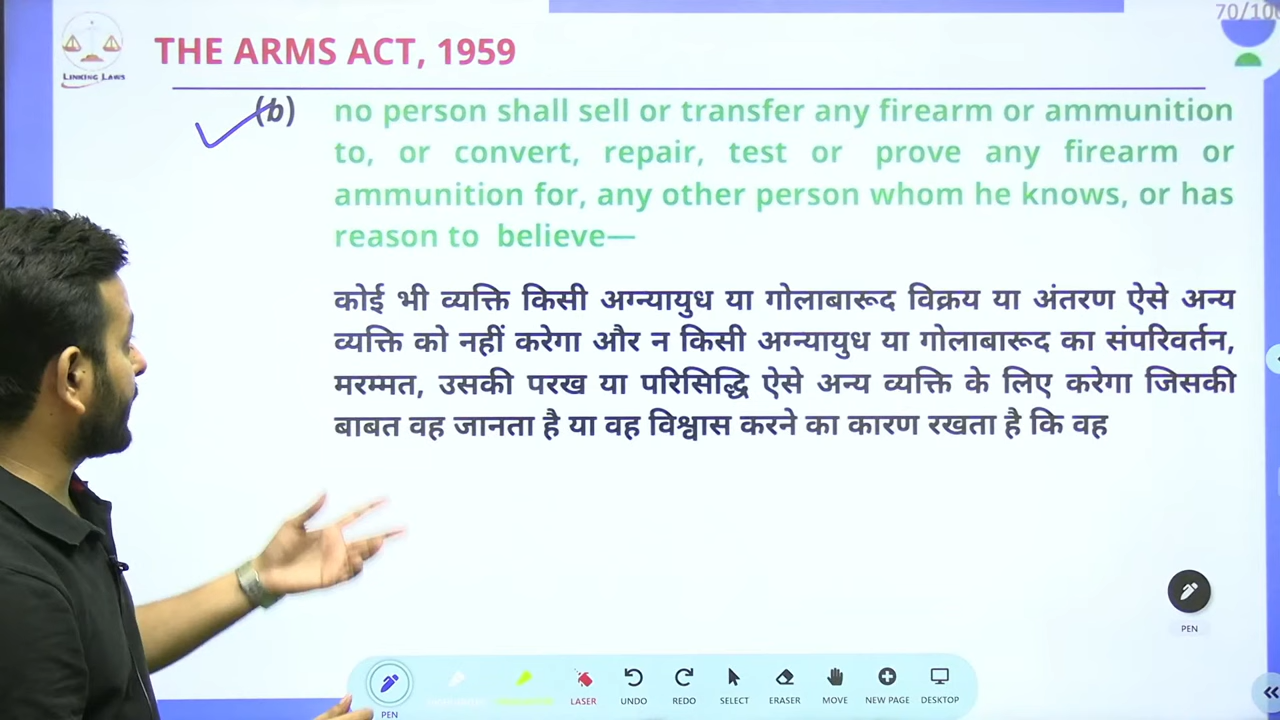 70/100
LINKING LAWS
THE ARMS ACT, 1959
(b) no person shall sell or transfer any firearm or ammunition
to, or convert, repair, test or prove any firearm or
ammunition for, any other person whom he knows, or has
reason to believe—
कोई भी व्यक्ति किसी अग्न्यायुध या गोलाबारूद विक्रय या अंतरण ऐसे अन्य
व्यक्ति को नहीं करेगा और न किसी अग्न्यायुध या गोलाबारूद का संपरिवर्तन,
मरम्मत, उसकी परख या परिसिद्धि ऐसे अन्य व्यक्ति के लिए करेगा जिसकी
बाबत वह जानता है या वह विश्वास करने का कारण रखता है कि वह
PEN
PEN LASER UNDO REDO SELECT ERASER MOVE NEW PAGE DESKTOP